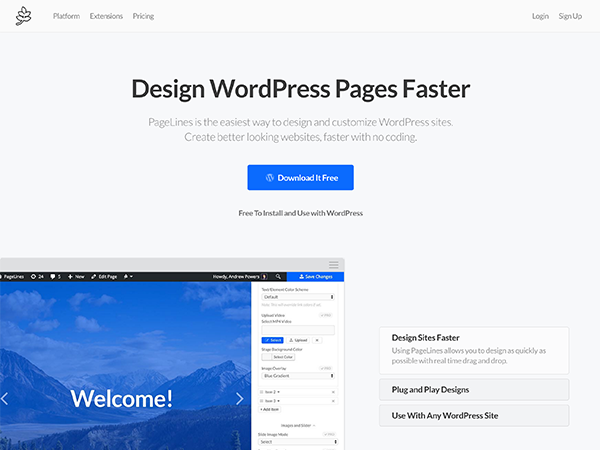 Platform Extensions Pricing Login Sign Up
Design WordPress Pages Faster
PageLines is the easiest way to design and customize WordPress sites.
Create better looking websites, faster with no coding.
Download It Free
Free To Install and Use with WordPress
PageLines 24 5 New Edit Page Howdy, Andrew Powers Save Changes
Text Element Color Scheme
Default
Upload Video
Select MP4 Video
Select Upload
Stage Background Color
Select Color
Image Overlay
Blue Gradient
Item 2
Item 3
+ Add Item
Images and Slider
Slide Image Mode
Select
Welcome!
Design Sites Faster
Using PageLines allows you to design as quickly as
possible with real time drag and drop.
Plug and Play Designs
Use With Any WordPress Site